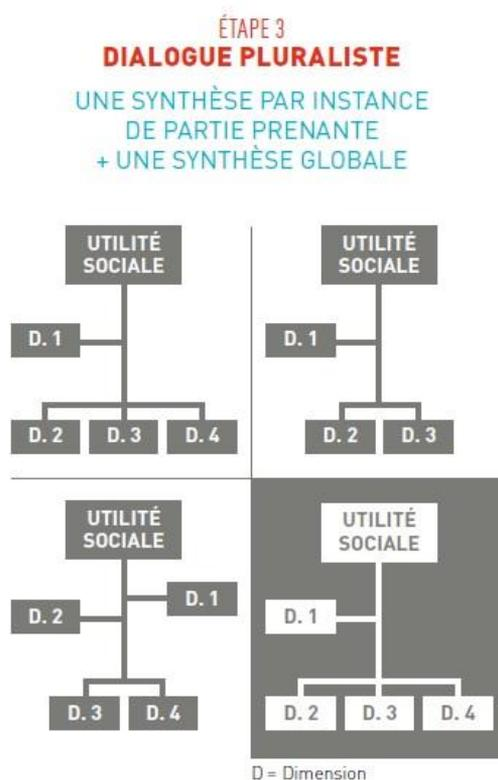 ÉTAPE 3
DIALOGUE PLURALISTE
UNE SYNTHÈSE PAR INSTANCE
DE PARTIE PRENANTE
+ UNE SYNTHÈSE GLOBALE
UTILITÉ
SOCIALE
D. 1
D. 2
D. 3
D. 4
UTILITÉ
SOCIALE
D. 1
D. 2
D. 3
UTILITÉ
SOCIALE
D. 1
D. 2
D. 3
D. 4
UTILITÉ
SOCIALE
D. 1
D. 2
D. 3
D. 4
D = Dimension